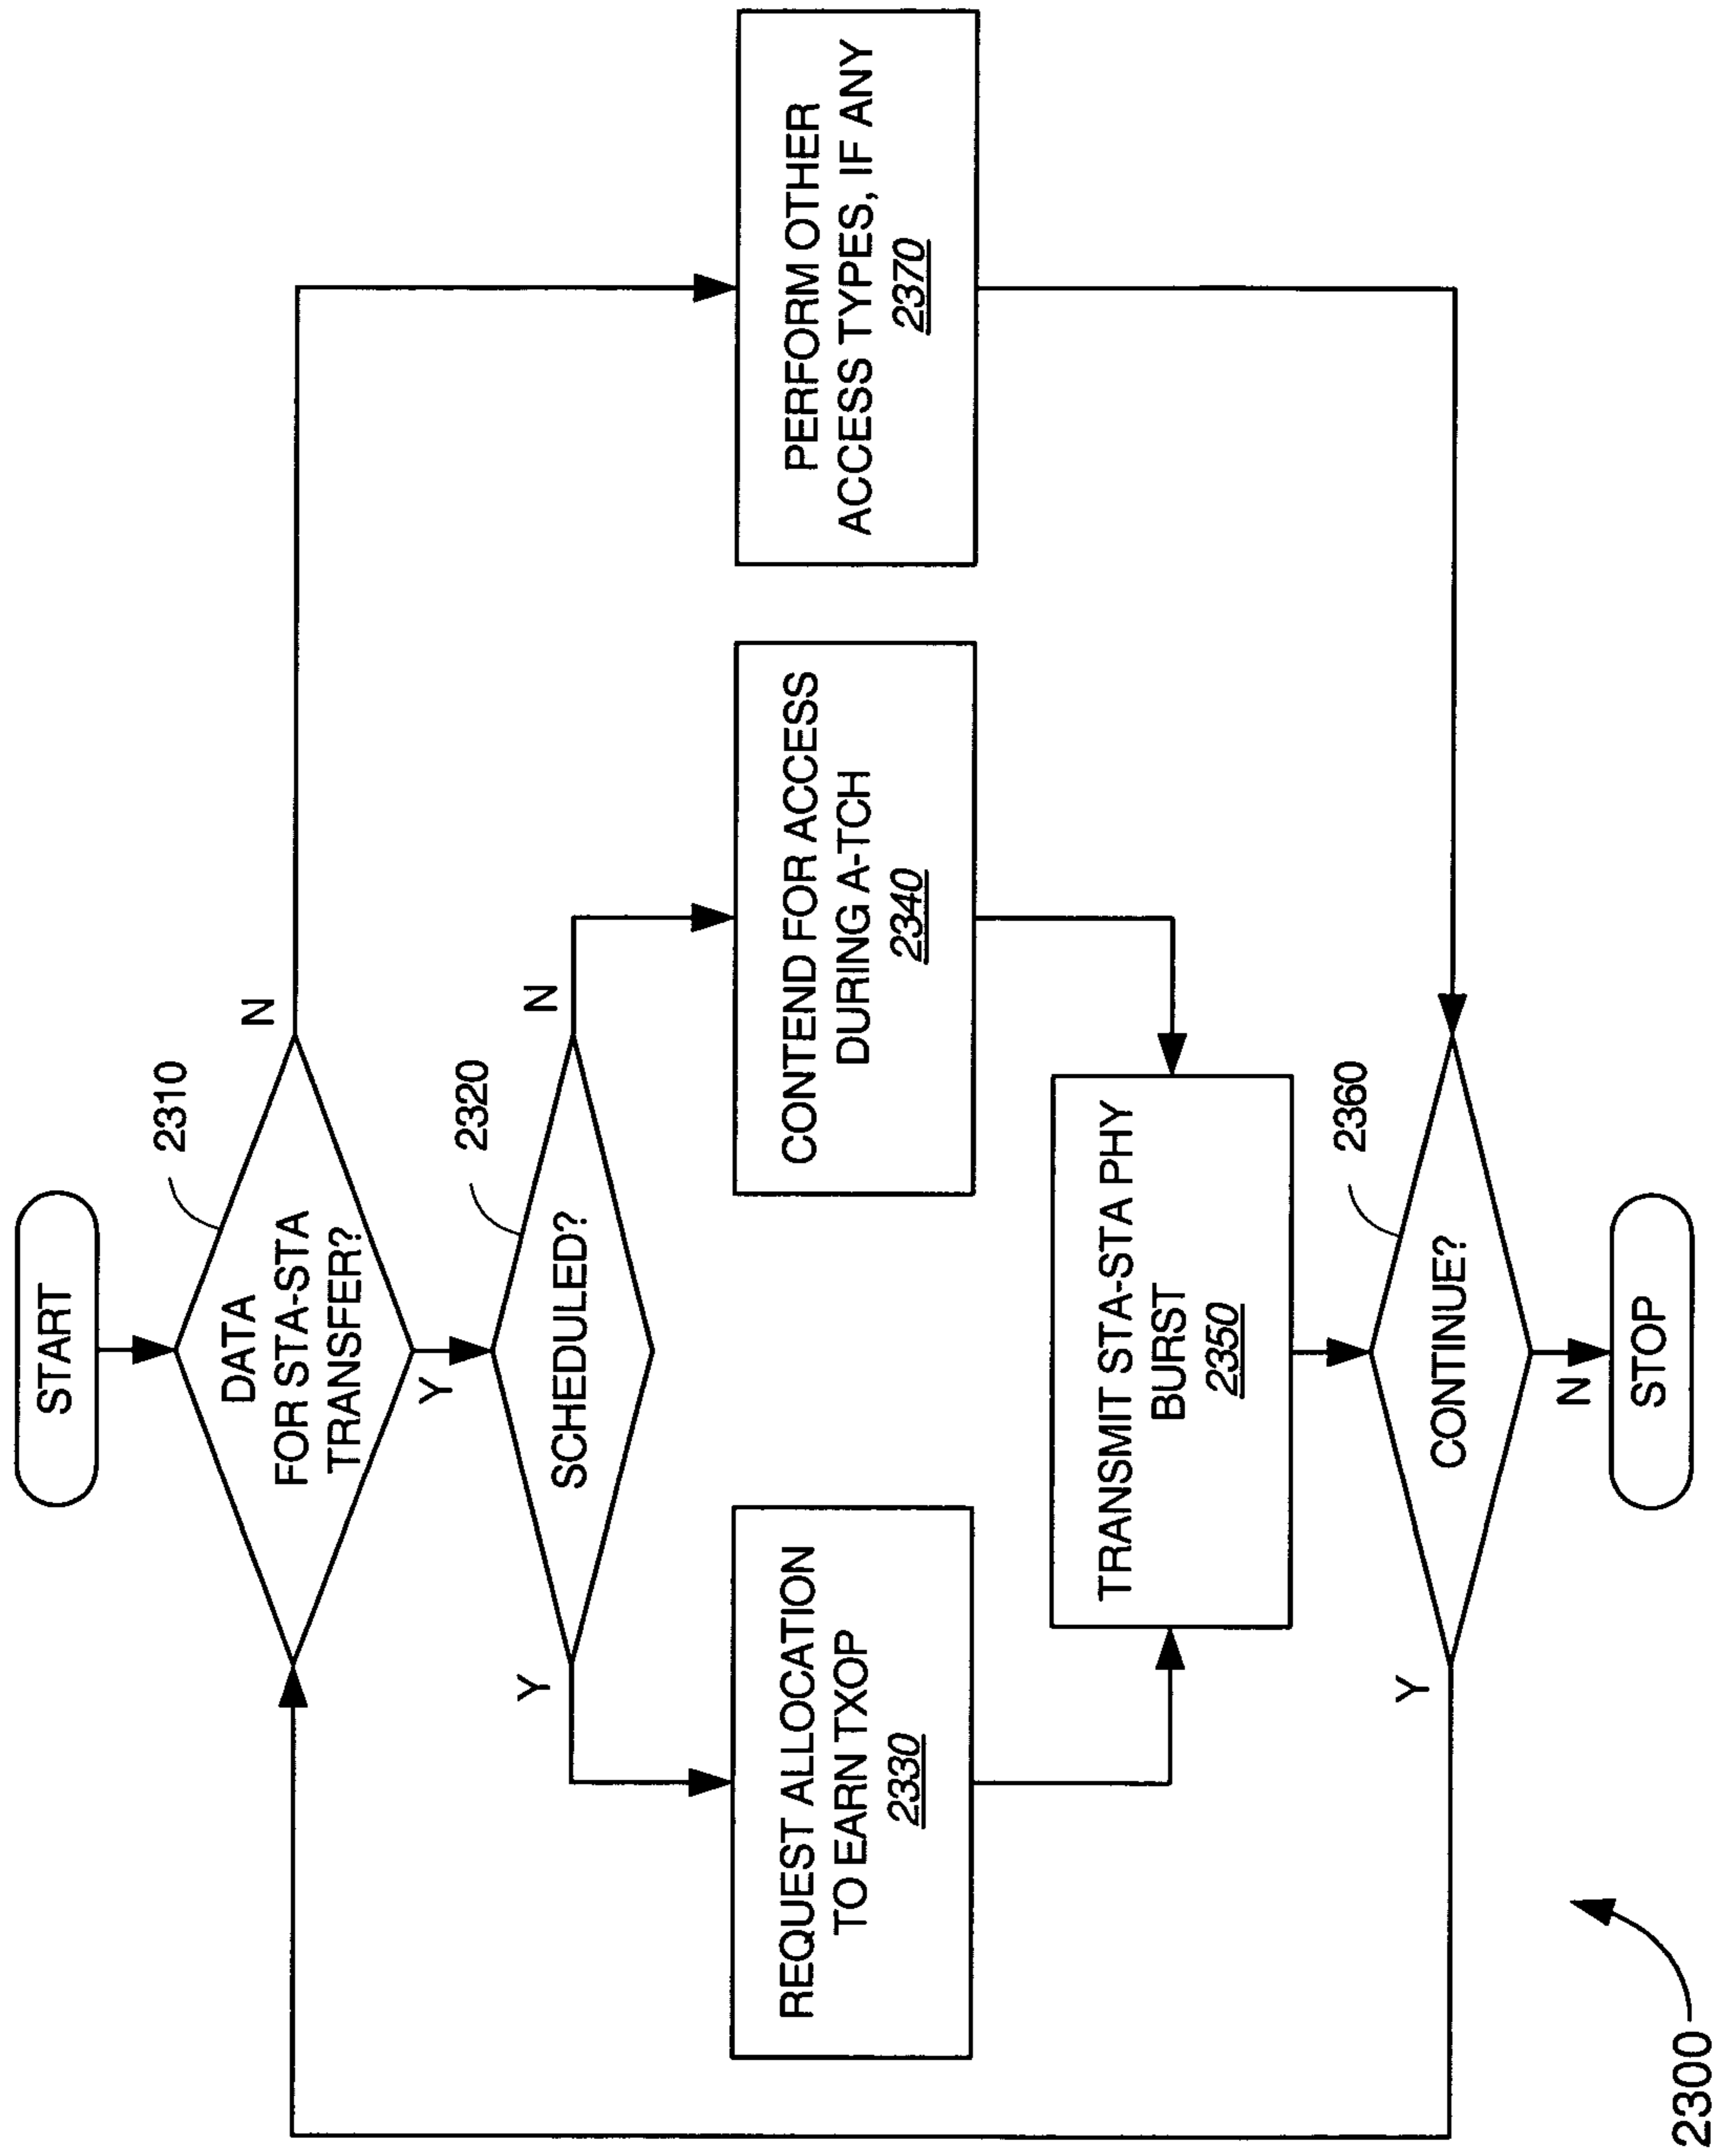 START
2310
DATA
FOR STA-STA
TRANSFER?
N
Y
2320
SCHEDULED?
Y
N
REQUEST ALLOCATION
TO EARN TXOP
2330
CONTEND FOR ACCESS
DURING A-TCH
2340
PERFORM OTHER
ACCESS TYPES, IF ANY
2370
TRANSMIT STA-STA PHY
BURST
2350
2360
CONTINUE?
Y
N
STOP
2300